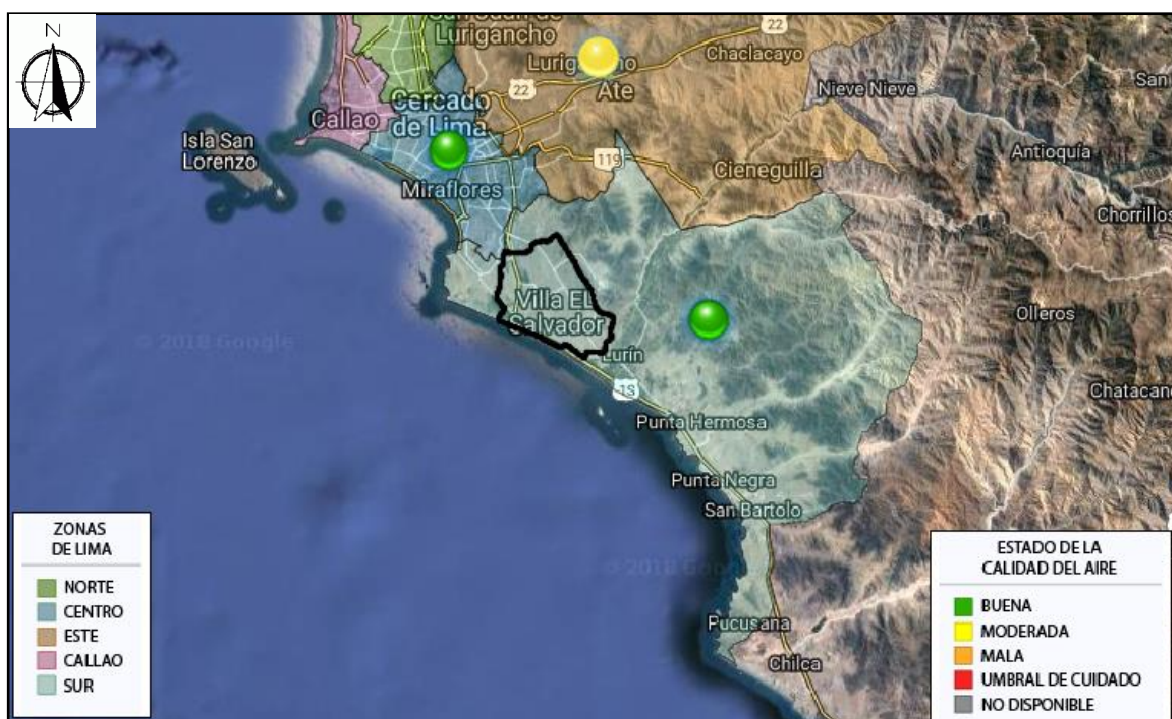 N
San Juan de
Lurigancho
22
Chaclacayo
Lurigancho
22
Ate
Nieve Nieve
San
Callao
Cercado
de Lima
Isla San
Lorenzo
119
Antioquía
Cieneguilla
Miraflores
Chorrillos
Villa EL
Salvador
Olleros
© 2018 Google
Lurín
1S
Chatacanc
Punta Hermosa
Punta Negra
San Bartolo
© 2018 Google
Pucusana
Chilca
ZONAS
DE LIMA
NORTE
CENTRO
ESTE
CALLAO
SUR
ESTADO DE LA
CALIDAD DEL AIRE
BUENA
MODERADA
MALA
UMBRAL DE CUIDADO
NO DISPONIBLE